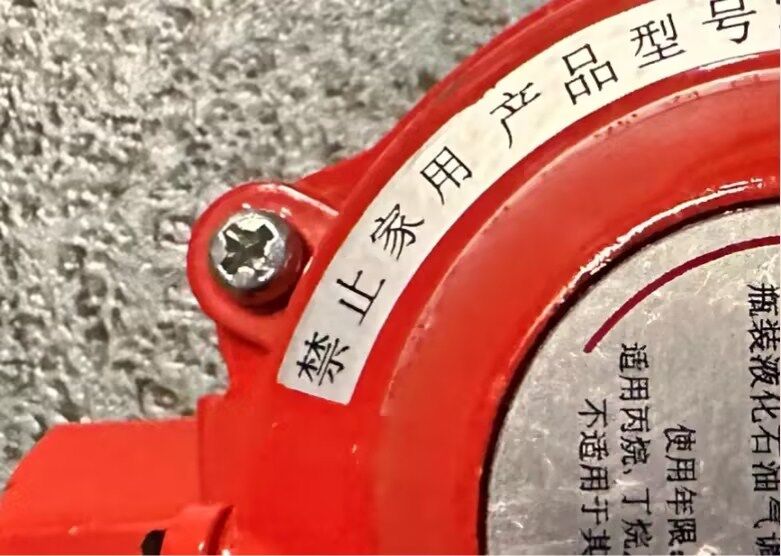 禁止家用 产品型号
瓶装液化石油气
使用年限
适用丙烷、丁烷
不适用于其